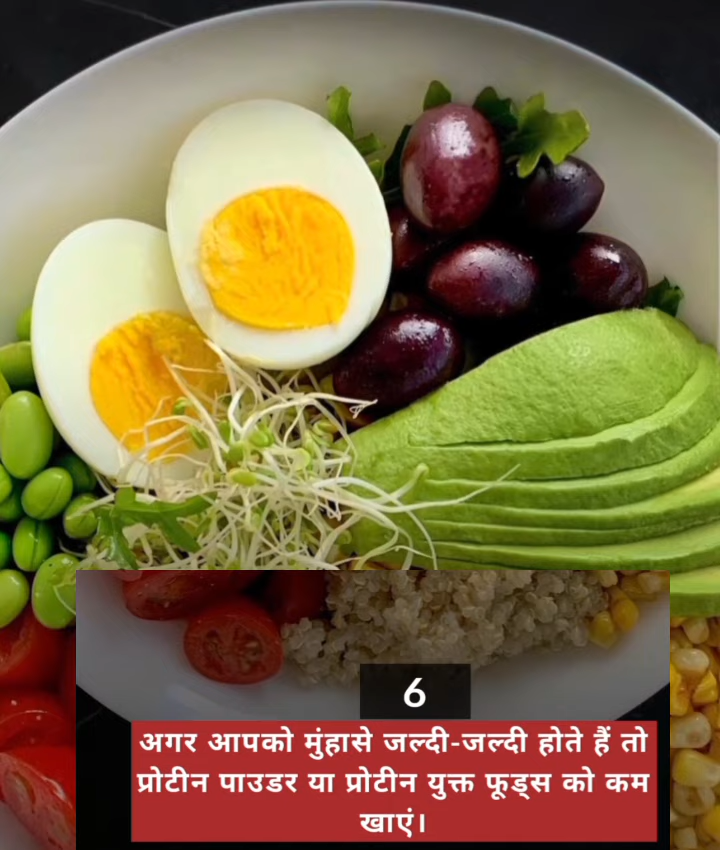 6
अगर आपको मुंहासे जल्दी-जल्दी होते हैं तो
प्रोटीन पाउडर या प्रोटीन युक्त फूड्स को कम
खाएं।